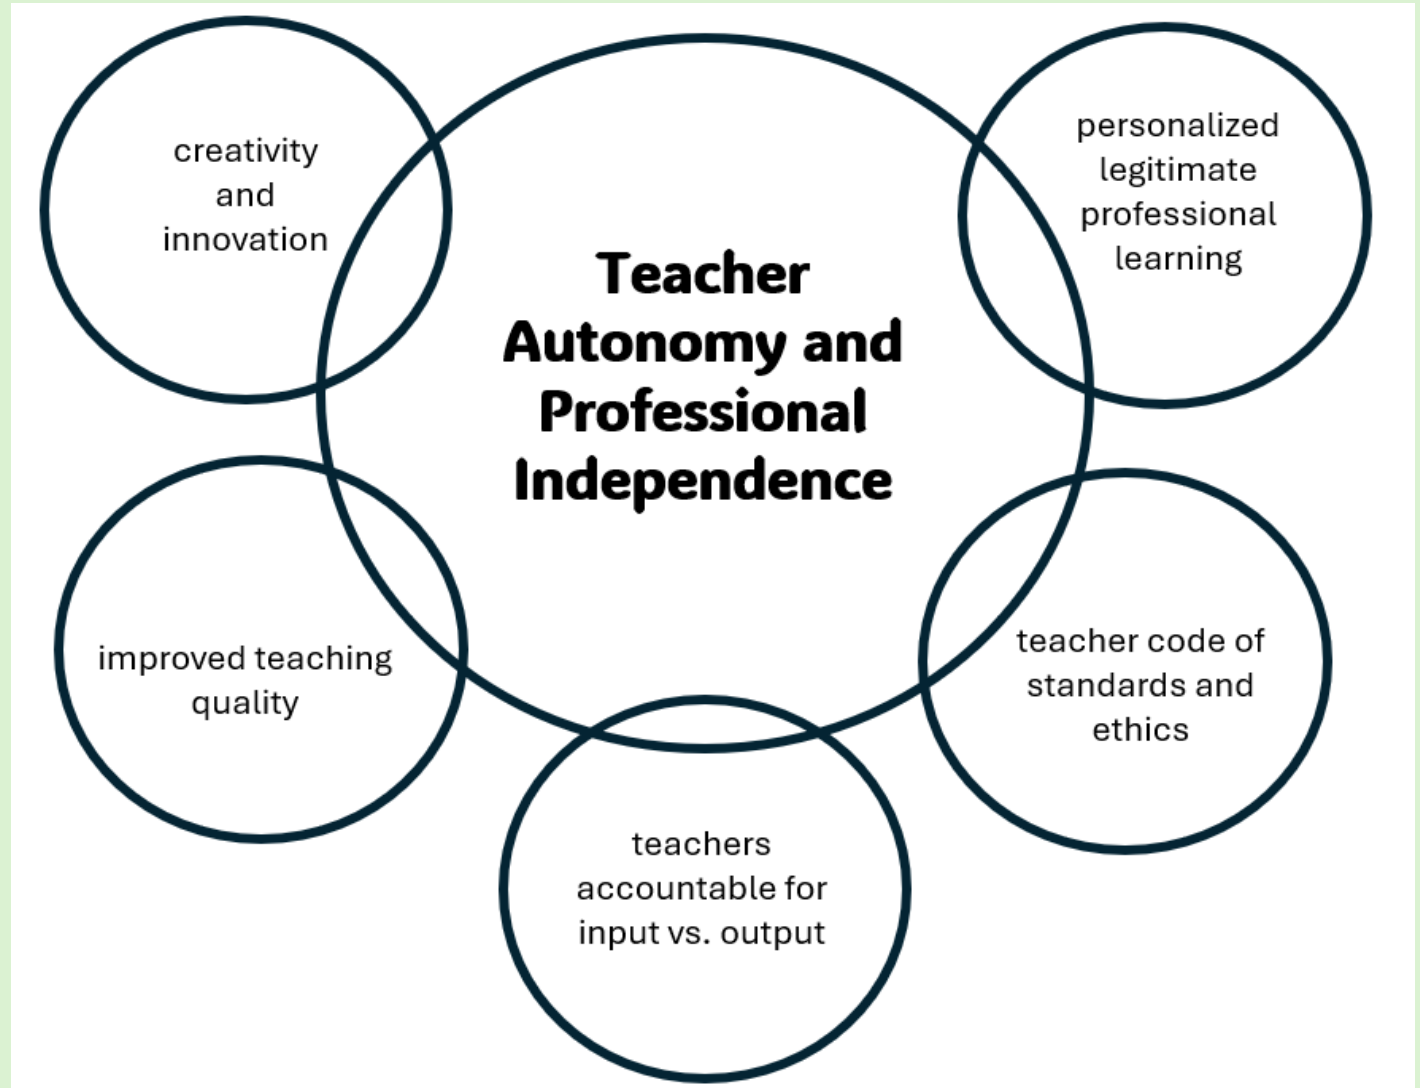 creativity
and
innovation
personalized
legitimate
professional
learning
Teacher
Autonomy and
Professional
Independence
improved teaching
quality
teacher code of
standards and
ethics
teachers
accountable for
input vs. output